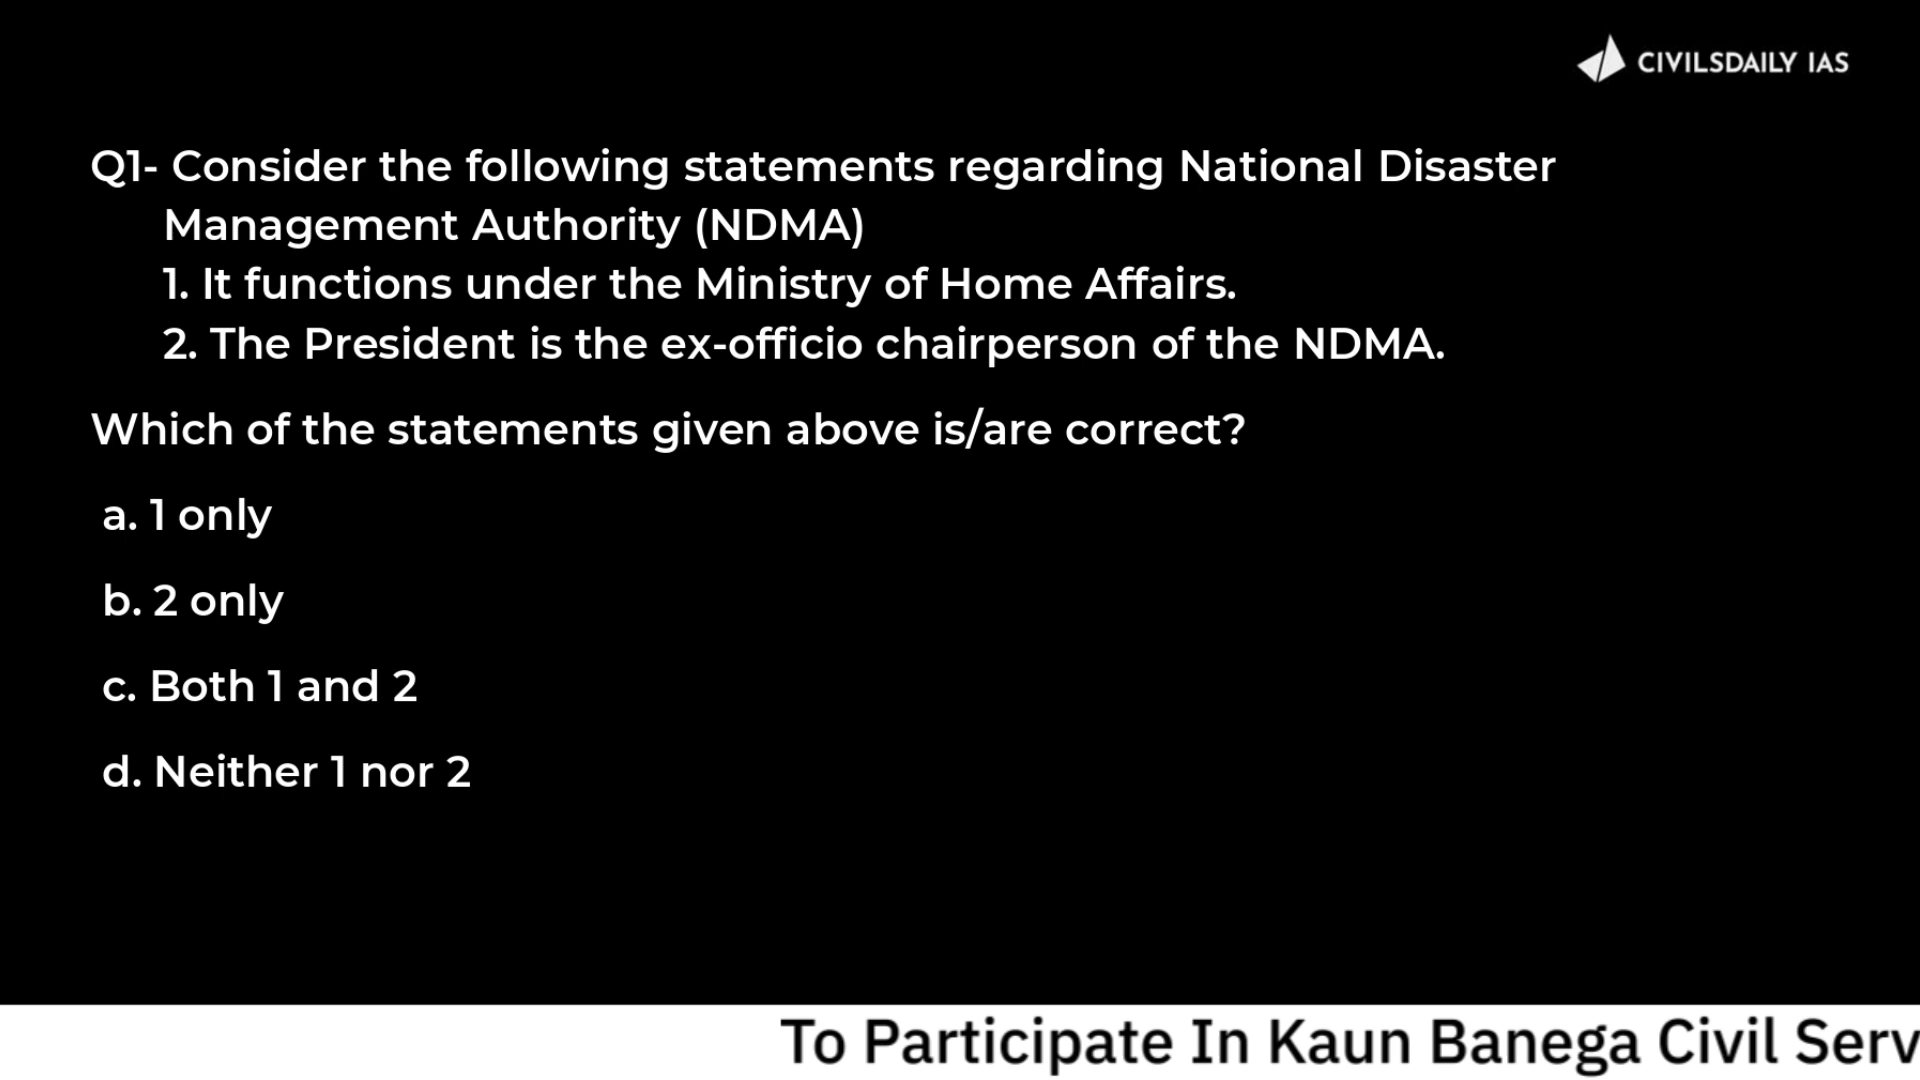 CIVILSDAILY IAS
Q1- Consider the following statements regarding National Disaster
Management Authority (NDMA)
1. It functions under the Ministry of Home Affairs.
2. The President is the ex-officio chairperson of the NDMA.
Which of the statements given above is/are correct?
a. 1 only
b. 2 only
c. Both 1 and 2
d. Neither 1 nor 2
To Participate In Kaun Banega Civil Serv